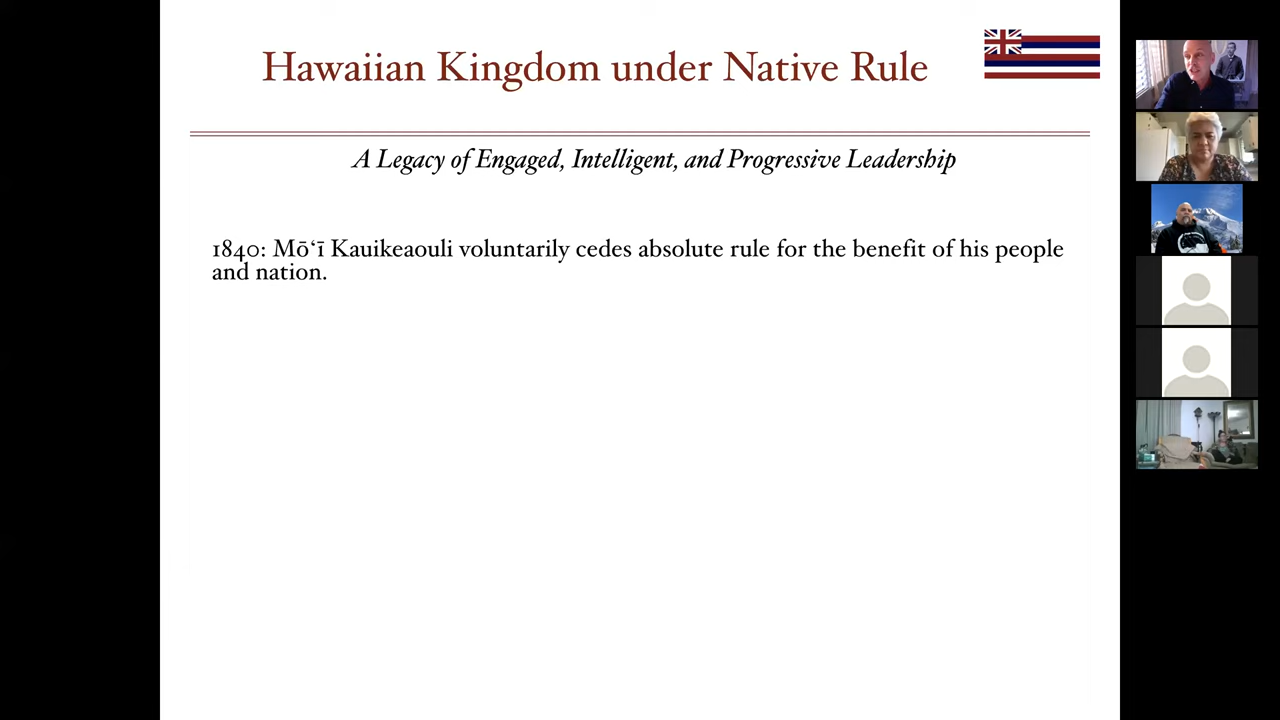 Hawaiian Kingdom under Native Rule
A Legacy of Engaged, Intelligent, and Progressive Leadership
1840: Mōʻī Kauikeaouli voluntarily cedes absolute rule for the benefit of his people
and nation.